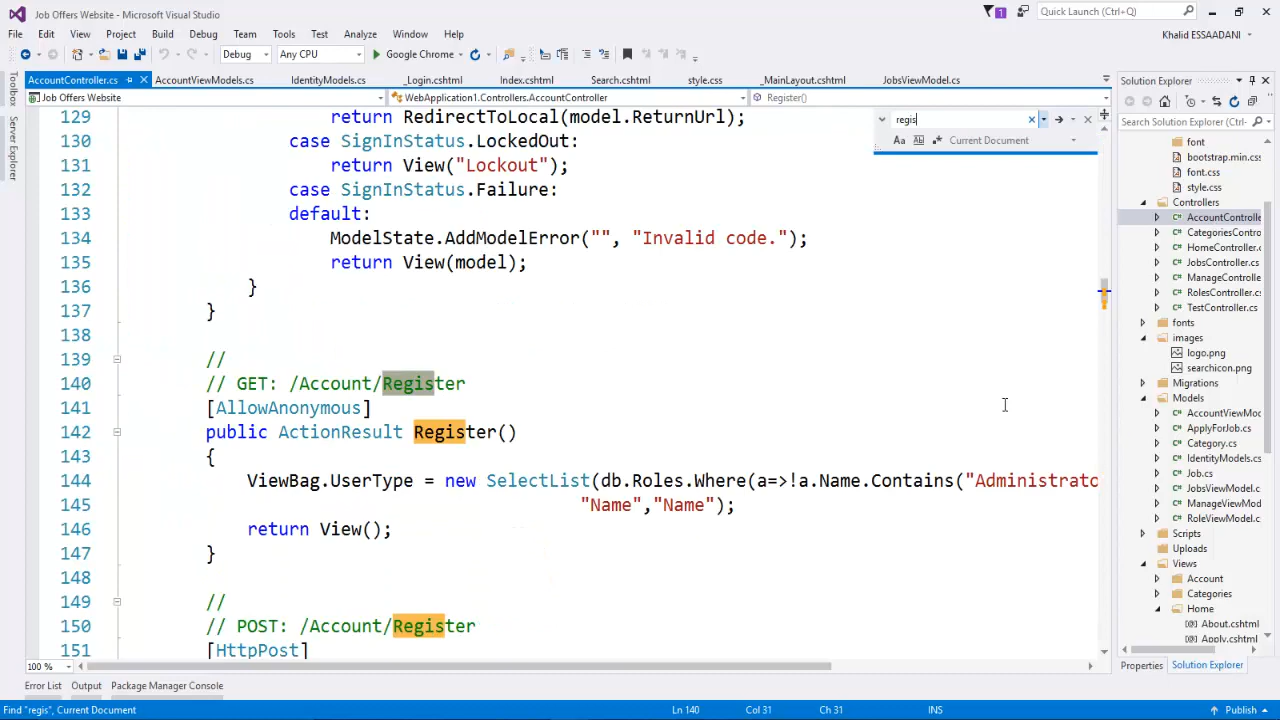 Job Offers Website - Microsoft Visual Studio
1
Quick Launch (Ctrl+Q)
File Edit View Project Build Debug Team Tools Test Analyze Window Help
Khalid ESSAADANI
Debug Any CPU Google Chrome
AccountController.cs AccountViewModels.cs IdentityModels.cs _Login.cshtml Index.cshtml Search.cshtml style.css _MainLayout.cshtml JobsViewModel.cs
Job Offers Website WebApplication1.Controllers.AccountController Register()
Toolbox
Server Explorer
regis
Aa Abl Current Document
129 return RedirectToLocal(model.ReturnUrl);
130 case SignInStatus.LockedOut:
131 return View("Lockout");
132 case SignInStatus.Failure:
133 default:
134 ModelState.AddModelError("", "Invalid code.");
135 return View(model);
136 }
137 }
138
139 //
140 // GET: /Account/Register
141 [AllowAnonymous]
142 public ActionResult Register()
143 {
144 ViewBag.UserType = new SelectList(db.Roles.Where(a=>!a.Name.Contains("Administrato
145 "Name","Name");
146 return View();
147 }
148
149 //
150 // POST: /Account/Register
151 [HttpPost]
100 %
Solution Explorer
Search Solution Explorer (Ctrl+
font
bootstrap.min.css
font.css
style.css
Controllers
C# AccountControlle
C# CategoriesContro
C# HomeController.c
C# JobsController.cs
C# ManageControlle
C# RolesController.cs
C# TestController.cs
fonts
images
logo.png
searchicon.png
Migrations
Models
C# AccountViewMo
C# ApplyForJob.cs
C# Category.cs
C# IdentityModels.cs
C# Job.cs
C# JobsViewModel.c
C# ManageViewMod
C# RoleViewModel.cs
Scripts
Uploads
Views
Account
Categories
Home
About.cshtml
Apply.cshtml
Properties Solution Explorer
Error List Output Package Manager Console
Find "regis", Current Document Ln 140 Col 31 Ch 31 INS Publish